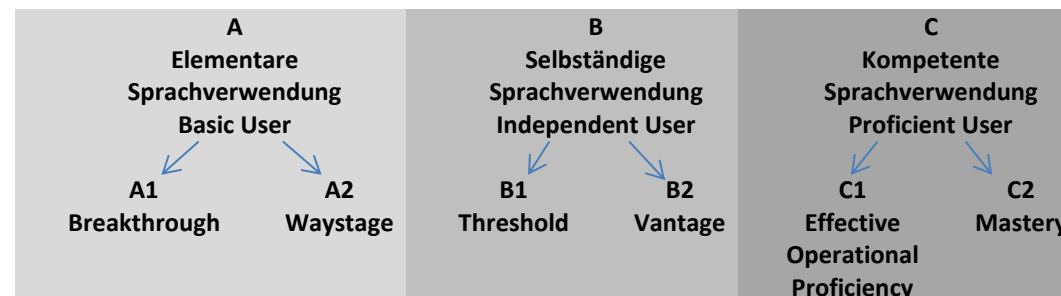 A
Elementare
Sprachverwendung
Basic User
A1
Breakthrough
A2
Waystage
B
Selbständige
Sprachverwendung
Independent User
B1
Threshold
B2
Vantage
C
Kompetente
Sprachverwendung
Proficient User
C1
Effective
Operational
Proficiency
C2
Mastery